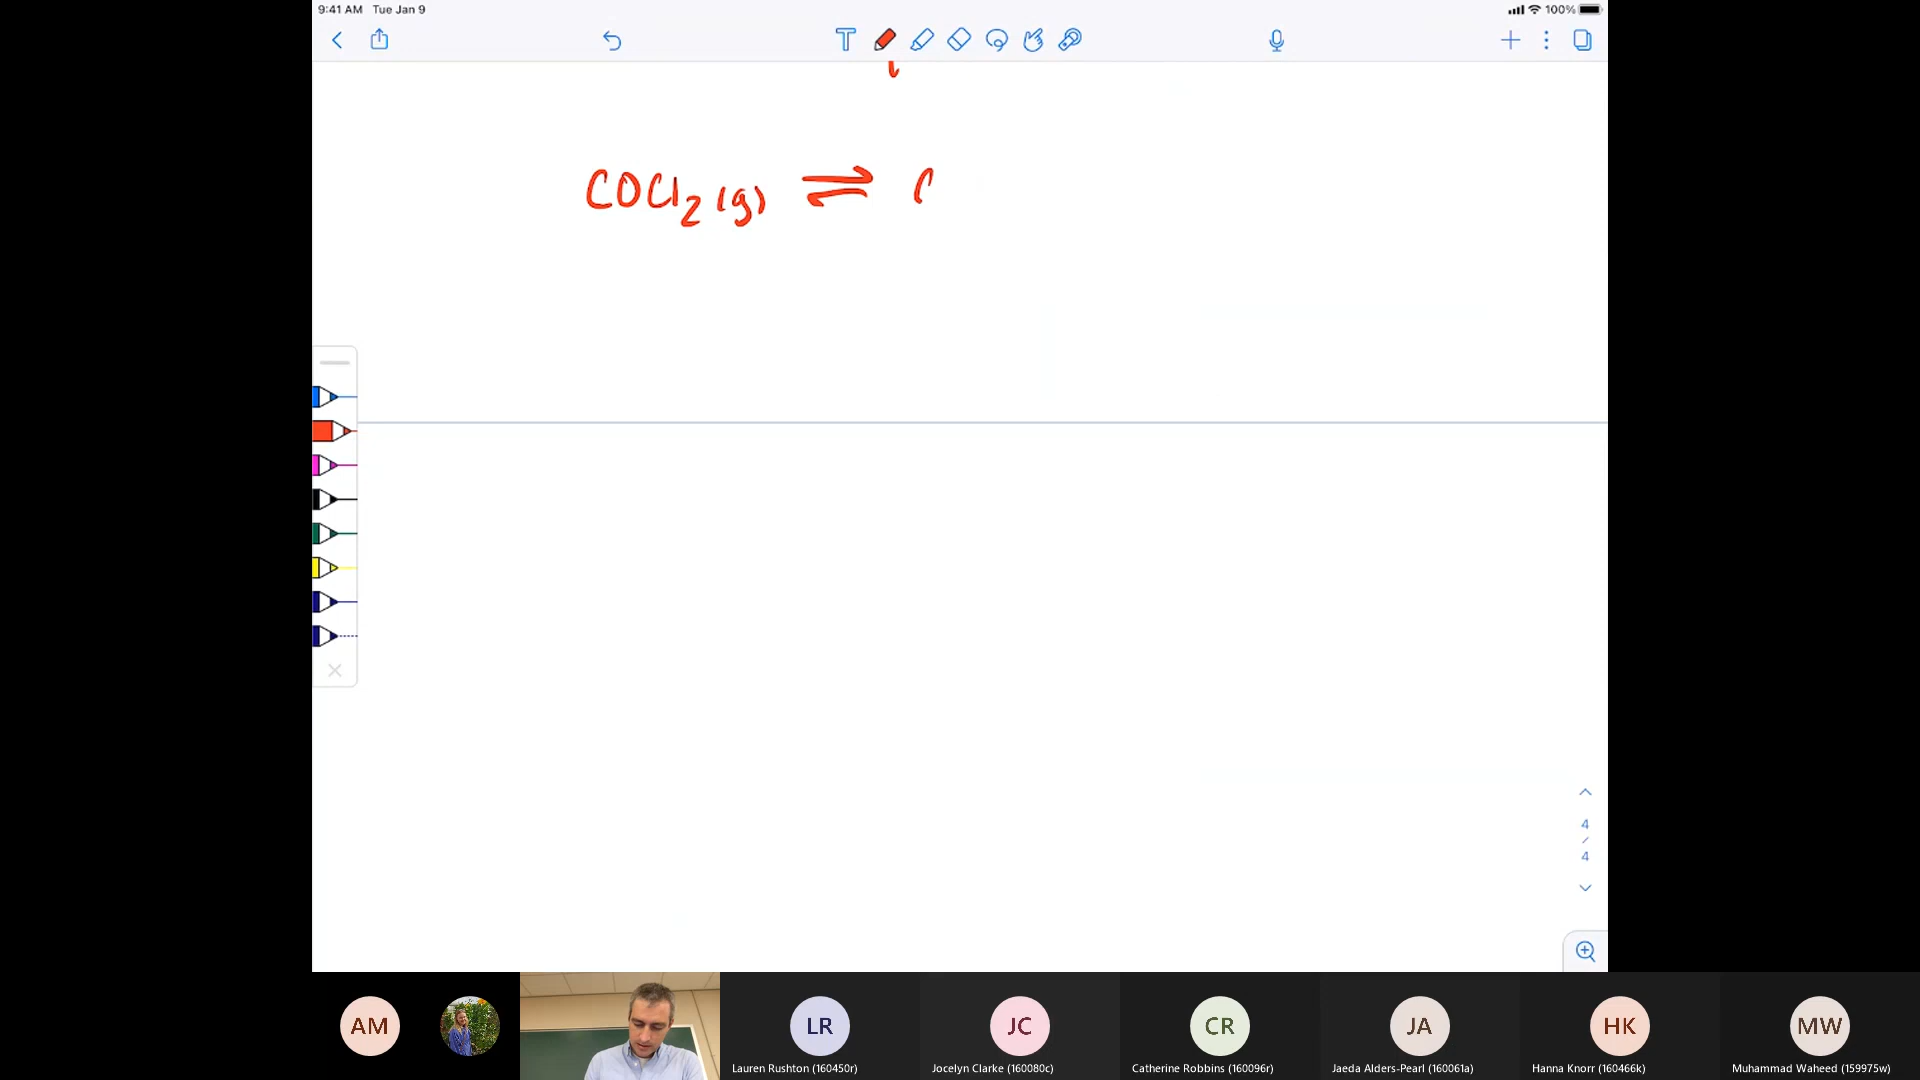 9:41 AM Tue Jan 9
100%
COCl₂ (g) ⇌ C
4
/
4
AM
LR
JC
CR
JA
HK
MW
Lauren Rushton (160450r)
Jocelyn Clarke (160080c)
Catherine Robbins (160096r)
Jaeda Alders-Pearl (160061a)
Hanna Knorr (160466k)
Muhammad Waheed (159975w)